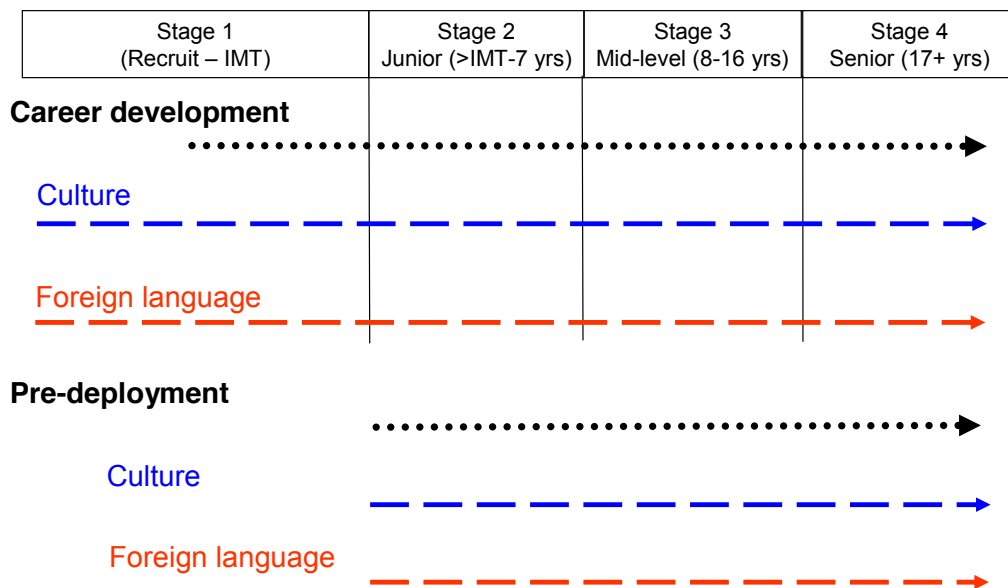 Stage 1
(Recruit – IMT)
Stage 2
Junior (>IMT-7 yrs)
Stage 3
Mid-level (8-16 yrs)
Stage 4
Senior (17+ yrs)
Career development
Culture
Foreign language
Pre-deployment
Culture
Foreign language